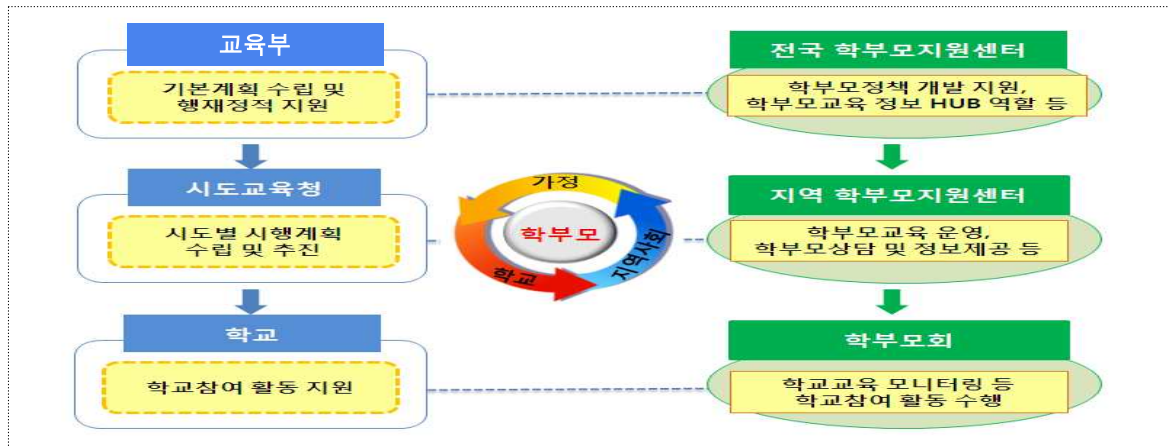 교육부
기본계획 수립 및
행재정적 지원
전국 학부모지원센터
학부모정책 개발 지원,
학부모교육 정보 HUB 역할 등
시도교육청
시도별 시행계획
수립 및 추진
가정
학부모
학교
지역사회
지역 학부모지원센터
학부모교육 운영,
학부모상담 및 정보제공 등
학교
학교참여 활동 지원
학부모회
학교교육 모니터링 등
학교참여 활동 수행